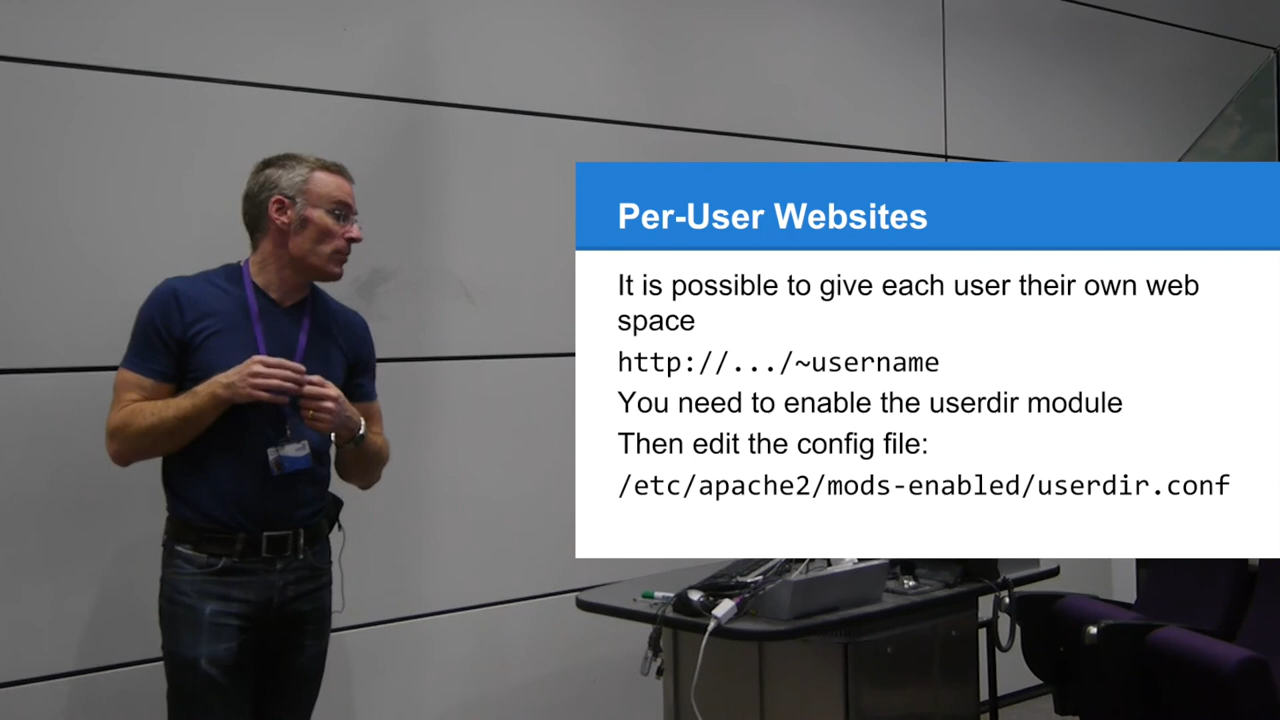 Per-User Websites
It is possible to give each user their own web
space
http://.../~username
You need to enable the userdir module
Then edit the config file:
/etc/apache2/mods-enabled/userdir.conf